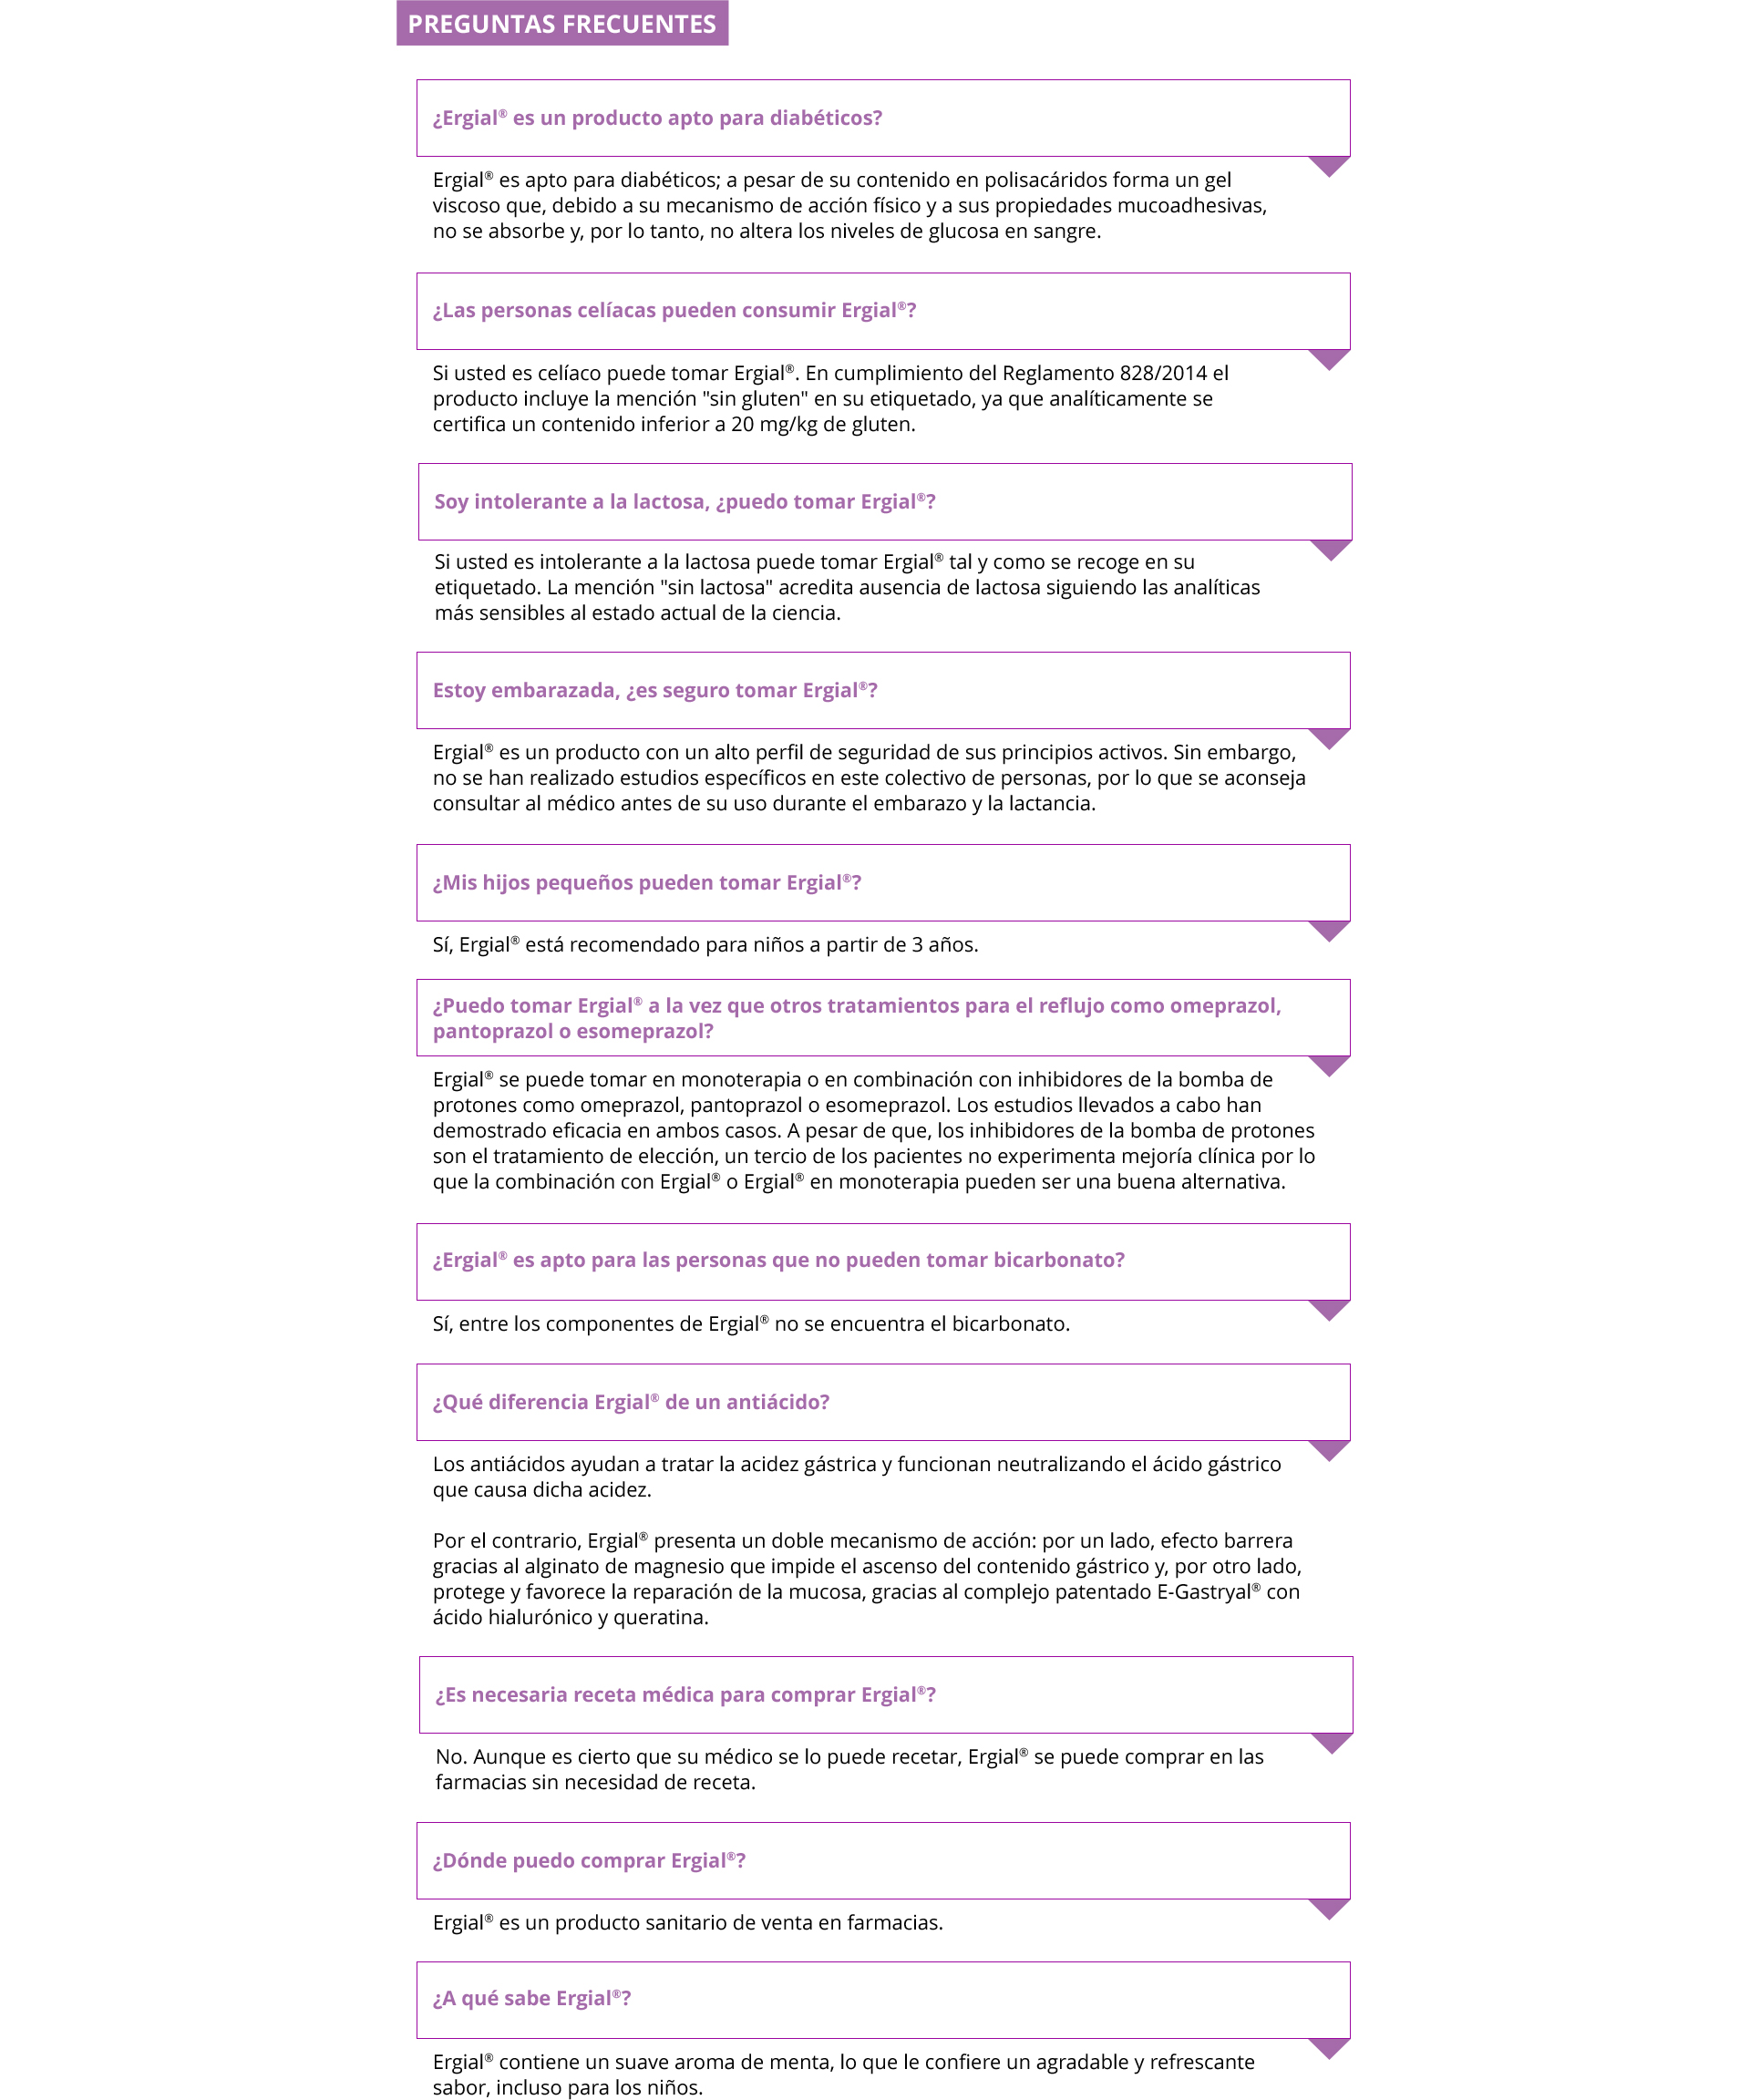 PREGUNTAS FRECUENTES
¿Ergial® es un producto apto para diabéticos?
Ergial® es apto para diabéticos; a pesar de su contenido en polisacáridos forma un gel
viscoso que, debido a su mecanismo de acción físico y a sus propiedades mucoadhesivas,
no se absorbe y, por lo tanto, no altera los niveles de glucosa en sangre.
¿Las personas celíacas pueden consumir Ergial®?
Si usted es celíaco puede tomar Ergial®. En cumplimiento del Reglamento 828/2014 el
producto incluye la mención "sin gluten" en su etiquetado, ya que analíticamente se
certifica un contenido inferior a 20 mg/kg de gluten.
Soy intolerante a la lactosa, ¿puedo tomar Ergial®?
Si usted es intolerante a la lactosa puede tomar Ergial® tal y como se recoge en su
etiquetado. La mención "sin lactosa" acredita ausencia de lactosa siguiendo las analíticas
más sensibles al estado actual de la ciencia.
Estoy embarazada, ¿es seguro tomar Ergial®?
Ergial® es un producto con un alto perfil de seguridad de sus principios activos. Sin embargo,
no se han realizado estudios específicos en este colectivo de personas, por lo que se aconseja
consultar al médico antes de su uso durante el embarazo y la lactancia.
¿Mis hijos pequeños pueden tomar Ergial®?
Sí, Ergial® está recomendado para niños a partir de 3 años.
¿Puedo tomar Ergial® a la vez que otros tratamientos para el reflujo como omeprazol,
pantoprazol o esomeprazol?
Ergial® se puede tomar en monoterapia o en combinación con inhibidores de la bomba de
protones como omeprazol, pantoprazol o esomeprazol. Los estudios llevados a cabo han
demostrado eficacia en ambos casos. A pesar de que, los inhibidores de la bomba de protones
son el tratamiento de elección, un tercio de los pacientes no experimenta mejoría clínica por lo
que la combinación con Ergial® o Ergial® en monoterapia pueden ser una buena alternativa.
¿Ergial® es apto para las personas que no pueden tomar bicarbonato?
Sí, entre los componentes de Ergial® no se encuentra el bicarbonato.
¿Qué diferencia Ergial® de un antiácido?
Los antiácidos ayudan a tratar la acidez gástrica y funcionan neutralizando el ácido gástrico
que causa dicha acidez.
Por el contrario, Ergial® presenta un doble mecanismo de acción: por un lado, efecto barrera
gracias al alginato de magnesio que impide el ascenso del contenido gástrico y, por otro lado,
protege y favorece la reparación de la mucosa, gracias al complejo patentado E-Gastryal® con
ácido hialurónico y queratina.
¿Es necesaria receta médica para comprar Ergial®?
No. Aunque es cierto que su médico se lo puede recetar, Ergial® se puede comprar en las
farmacias sin necesidad de receta.
¿Dónde puedo comprar Ergial®?
Ergial® es un producto sanitario de venta en farmacias.
¿A qué sabe Ergial®?
Ergial® contiene un suave aroma de menta, lo que le confiere un agradable y refrescante
sabor, incluso para los niños.